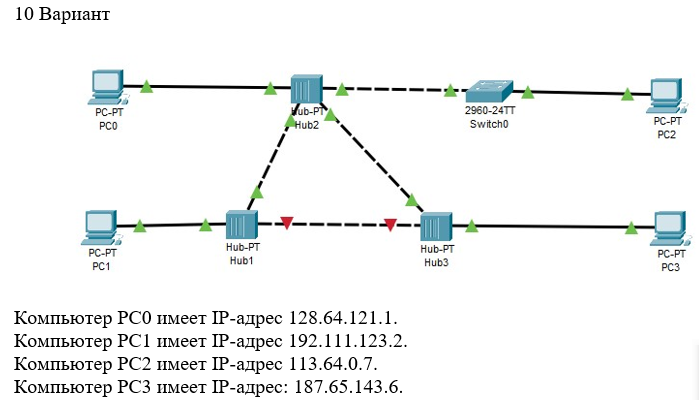 10 Вариант
PC-PT
PC0
Hub-PT
Hub2
2960-24TT
Switch0
PC-PT
PC2
PC-PT
PC1
Hub-PT
Hub1
Hub-PT
Hub3
PC-PT
PC3
Компьютер PC0 имеет IP-адрес 128.64.121.1.
Компьютер PC1 имеет IP-адрес 192.111.123.2.
Компьютер PC2 имеет IP-адрес 113.64.0.7.
Компьютер PC3 имеет IP-адрес: 187.65.143.6.